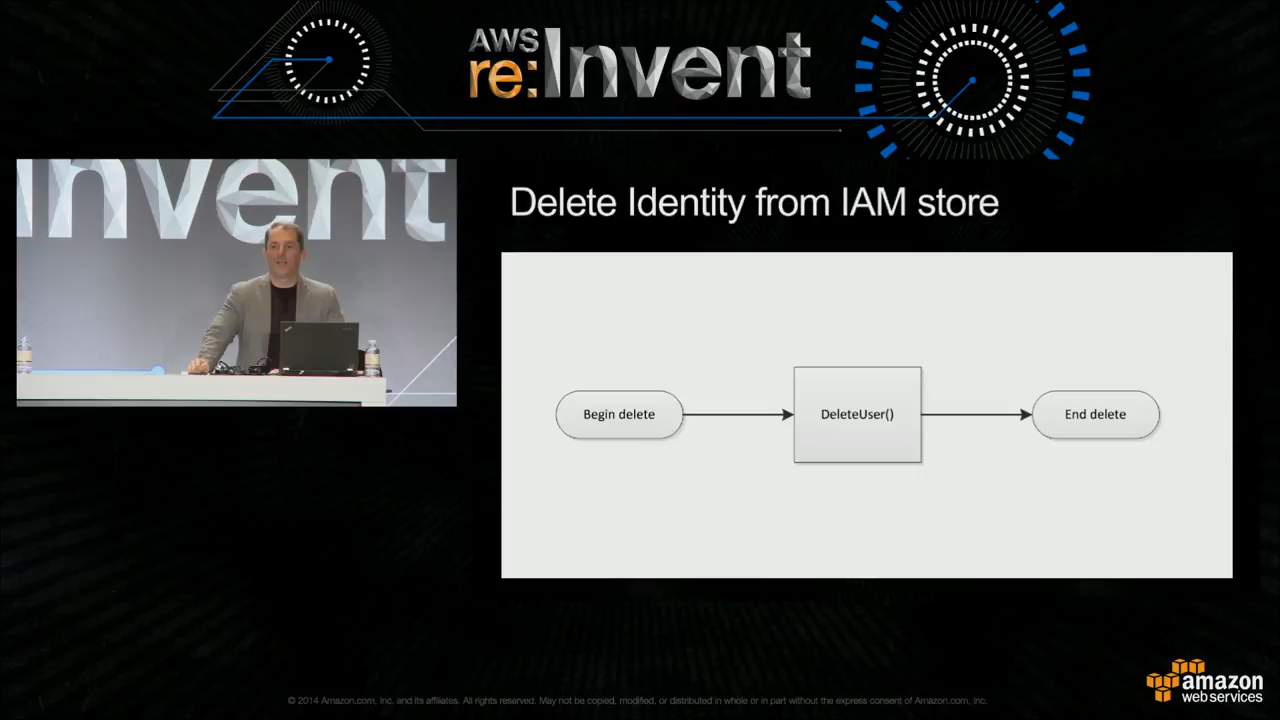 AWS
re:Invent
invent
Delete Identity from IAM store
Begin delete
DeleteUser()
End delete
© 2014 Amazon.com, Inc. and its affiliates. All rights reserved. May not be copied, modified, or distributed in whole or in part without the express consent of Amazon.com, Inc.
amazon
web services